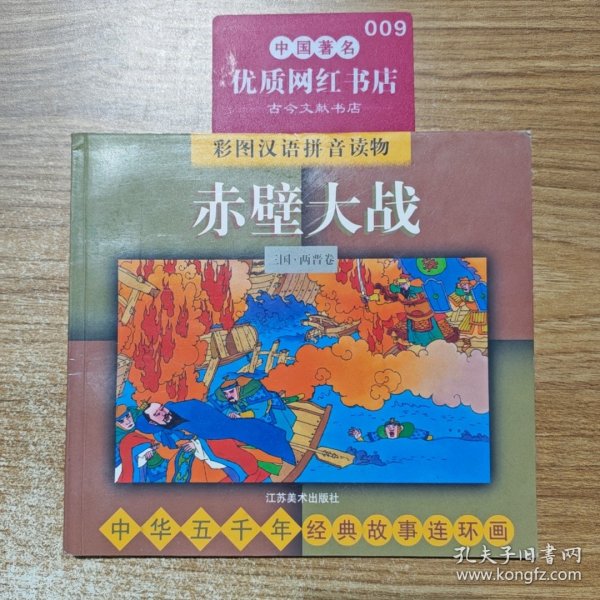 009
中国著名
优质网红书店
古今文献书店
彩图汉语拼音读物
赤壁大战
三国·两晋卷
江苏美术出版社
中华五千年经典故事连环画
孔夫子旧书网
www.kongfz.com